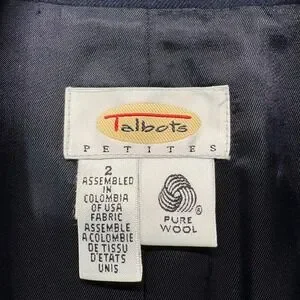 Talbots
PETITES
2
ASSEMBLED
IN
COLOMBIA
OF USA
FABRIC
ASSEMBLE
A COLOMBIE
DE TISSU
D'ETATS
UNIS
®
PURE
WOOL